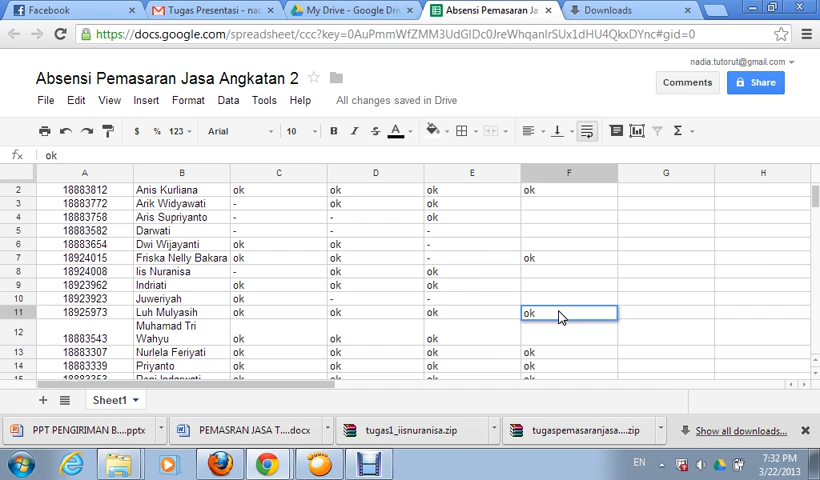 Facebook
Tugas Presentasi - nad
My Drive - Google Driv
Absensi Pemasaran Ja
Downloads
https://docs.google.com/spreadsheet/ccc?key=0AuPmmWfZMM3UdGlDc0JreWhqanlrSUx1dHU4QkxDYnc#gid=0
nadia.tutorut@gmail.com
Absensi Pemasaran Jasa Angkatan 2
Comments
Share
File Edit View Insert Format Data Tools Help All changes saved in Drive
$ % 123 Arial 10 B I S A Σ
fx ok
A B C D E F G H
2 18883812 Anis Kurliana ok ok ok ok
3 18883772 Arik Widyawati - ok ok
4 18883758 Aris Supriyanto - - ok
5 18883582 Darwati - - -
6 18883654 Dwi Wijayanti ok ok -
7 18924015 Friska Nelly Bakara ok ok - ok
8 18924008 Iis Nuranisa - ok ok
9 18923962 Indriati ok ok ok
10 18923923 Juweriyah ok - -
11 18925973 Luh Mulyasih ok ok ok ok
12 18883543 Muhamad Tri
Wahyu ok ok ok
13 18883307 Nurlela Feriyati ok ok ok ok
14 18883339 Priyanto ok ok ok ok
Sheet1
PPT PENGIRIMAN B....pptx
PEMASRAN JASA T....docx
tugas1_iisnuranisa.zip
tugaspemasaranjasa....zip
Show all downloads...
EN
7:32 PM
3/22/2013